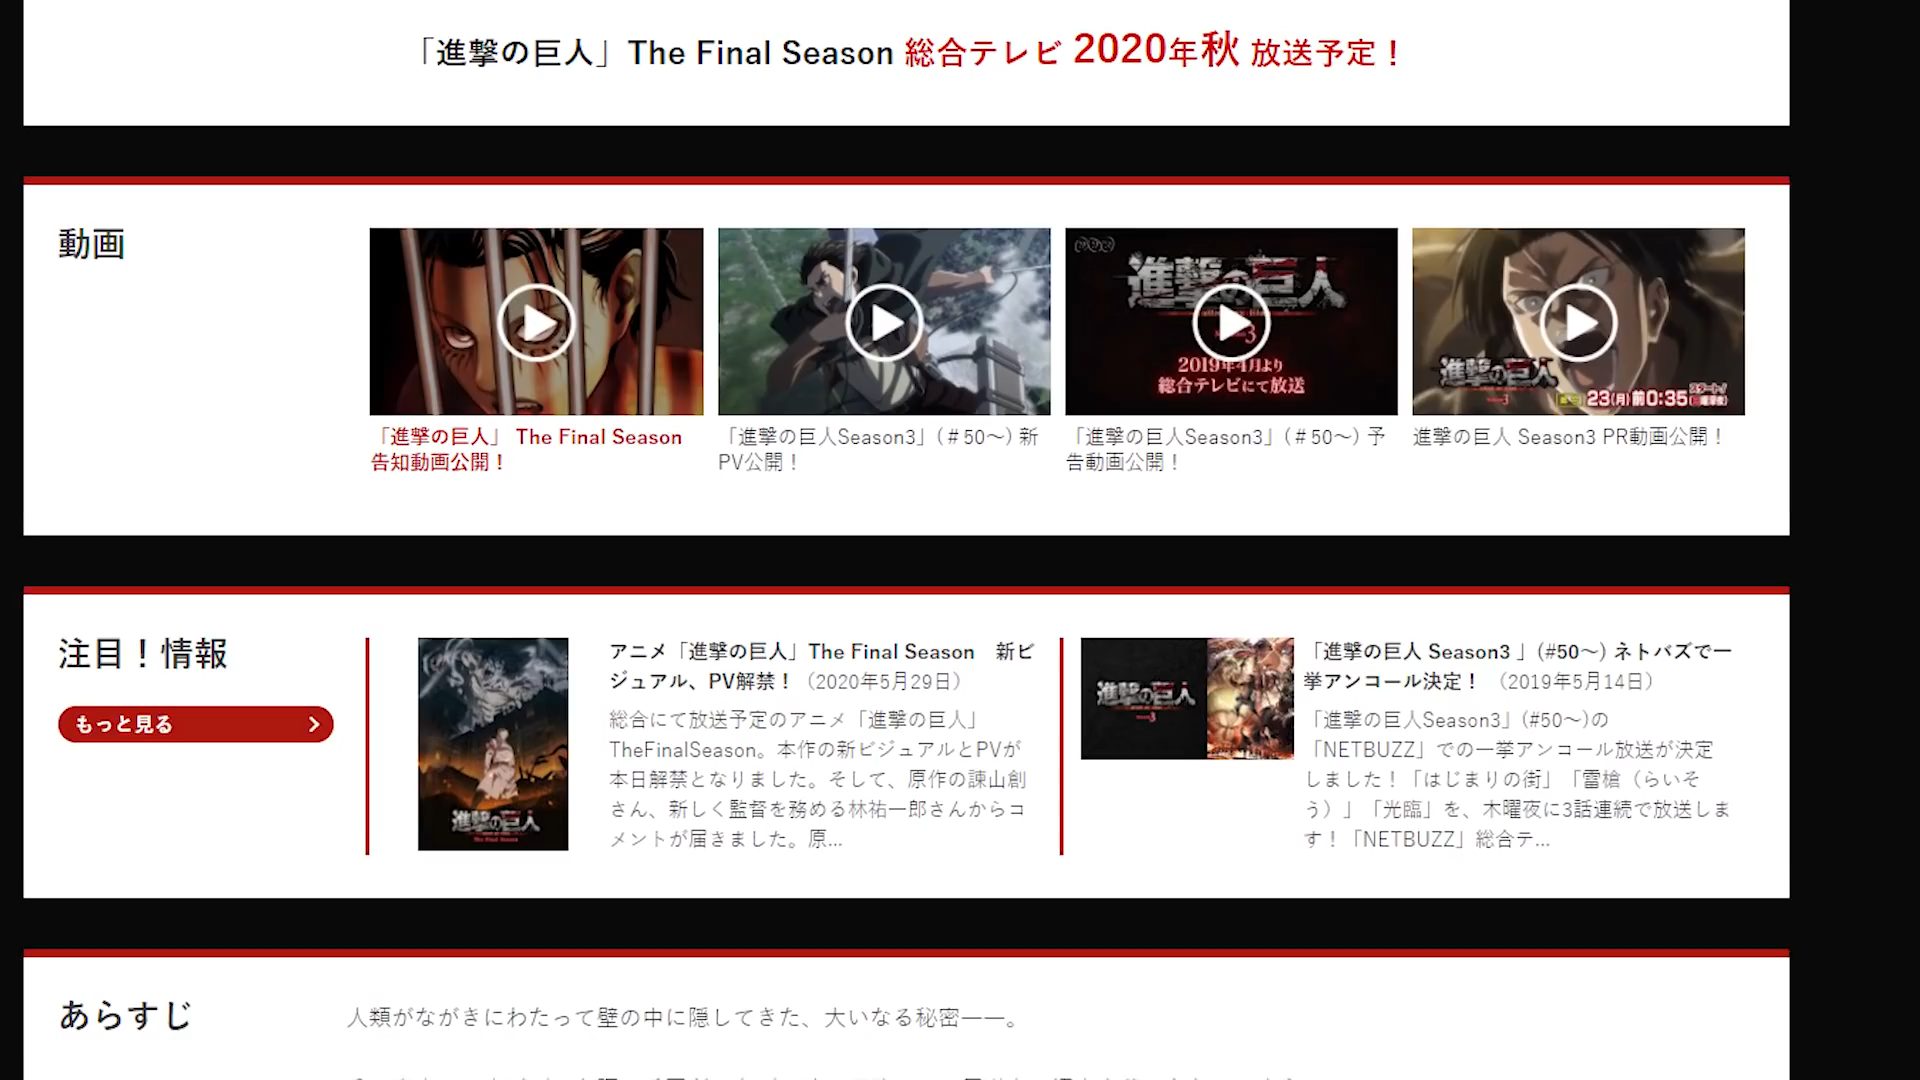 「進撃の巨人」The Final Season 総合テレビ 2020年秋 放送予定！
動画
進撃の巨人
3
2019年4月より
総合テレビにて放送
進撃の巨人
3
23(月)前0:35
「進撃の巨人」 The Final Season
告知動画公開！
「進撃の巨人Season3」(＃50〜) 新
PV公開！
「進撃の巨人Season3」(＃50〜) 予
告動画公開！
進撃の巨人 Season3 PR動画公開！
注目！情報
もっと見る
進撃の巨人
The Final Season
アニメ「進撃の巨人」The Final Season　新ビ
ジュアル、PV解禁！（2020年5月29日）
総合にて放送予定のアニメ「進撃の巨人」
TheFinalSeason。本作の新ビジュアルとPVが
本日解禁となりました。そして、原作の諫山創
さん、新しく監督を務める林祐一郎さんからコ
メントが届きました。原...
進撃の巨人
3
「進撃の巨人 Season3 」(#50〜) ネトバズで一
挙アンコール決定！ （2019年5月14日）
「進撃の巨人Season3」(#50〜)の
「NETBUZZ」での一挙アンコール放送が決定
しました！「はじまりの街」「雷槍（らいそ
う）」「光臨」を、木曜夜に3話連続で放送しま
す！「NETBUZZ」総合テ...
あらすじ
人類がながきにわたって壁の中に隠してきた、大いなる秘密――。